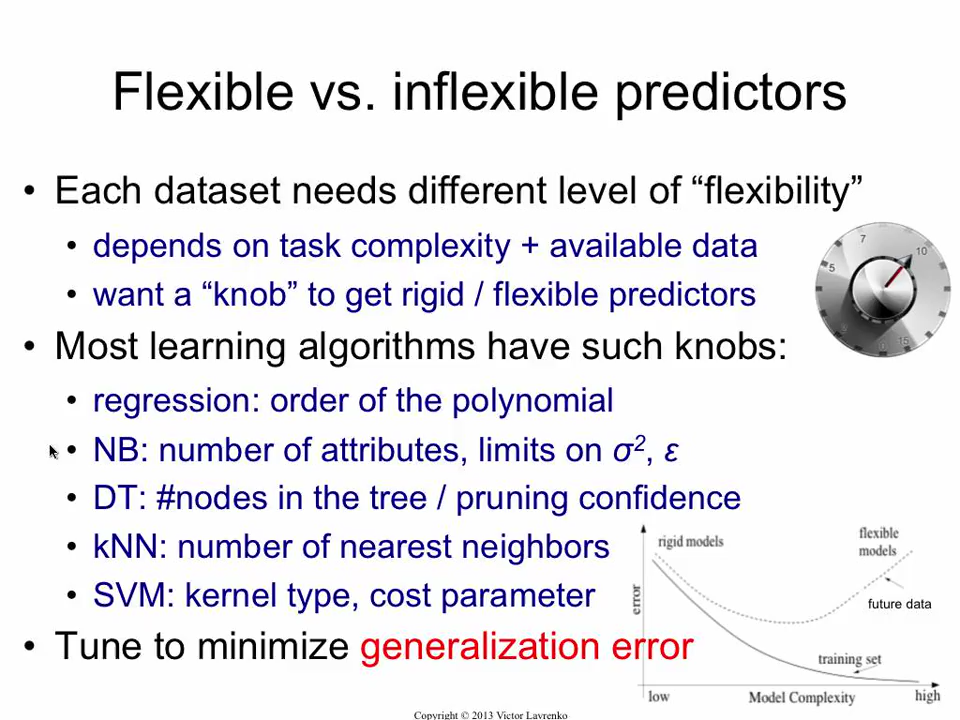 Flexible vs. inflexible predictors
• Each dataset needs different level of “flexibility”
• depends on task complexity + available data
• want a “knob” to get rigid / flexible predictors
7
10
5
15
• Most learning algorithms have such knobs:
• regression: order of the polynomial
• NB: number of attributes, limits on σ², ε
• DT: #nodes in the tree / pruning confidence
• kNN: number of nearest neighbors
• SVM: kernel type, cost parameter
• Tune to minimize generalization error
rigid models
flexible
models
future data
error
training set
low
Model Complexity
high
Copyright © 2013 Victor Lavrenko